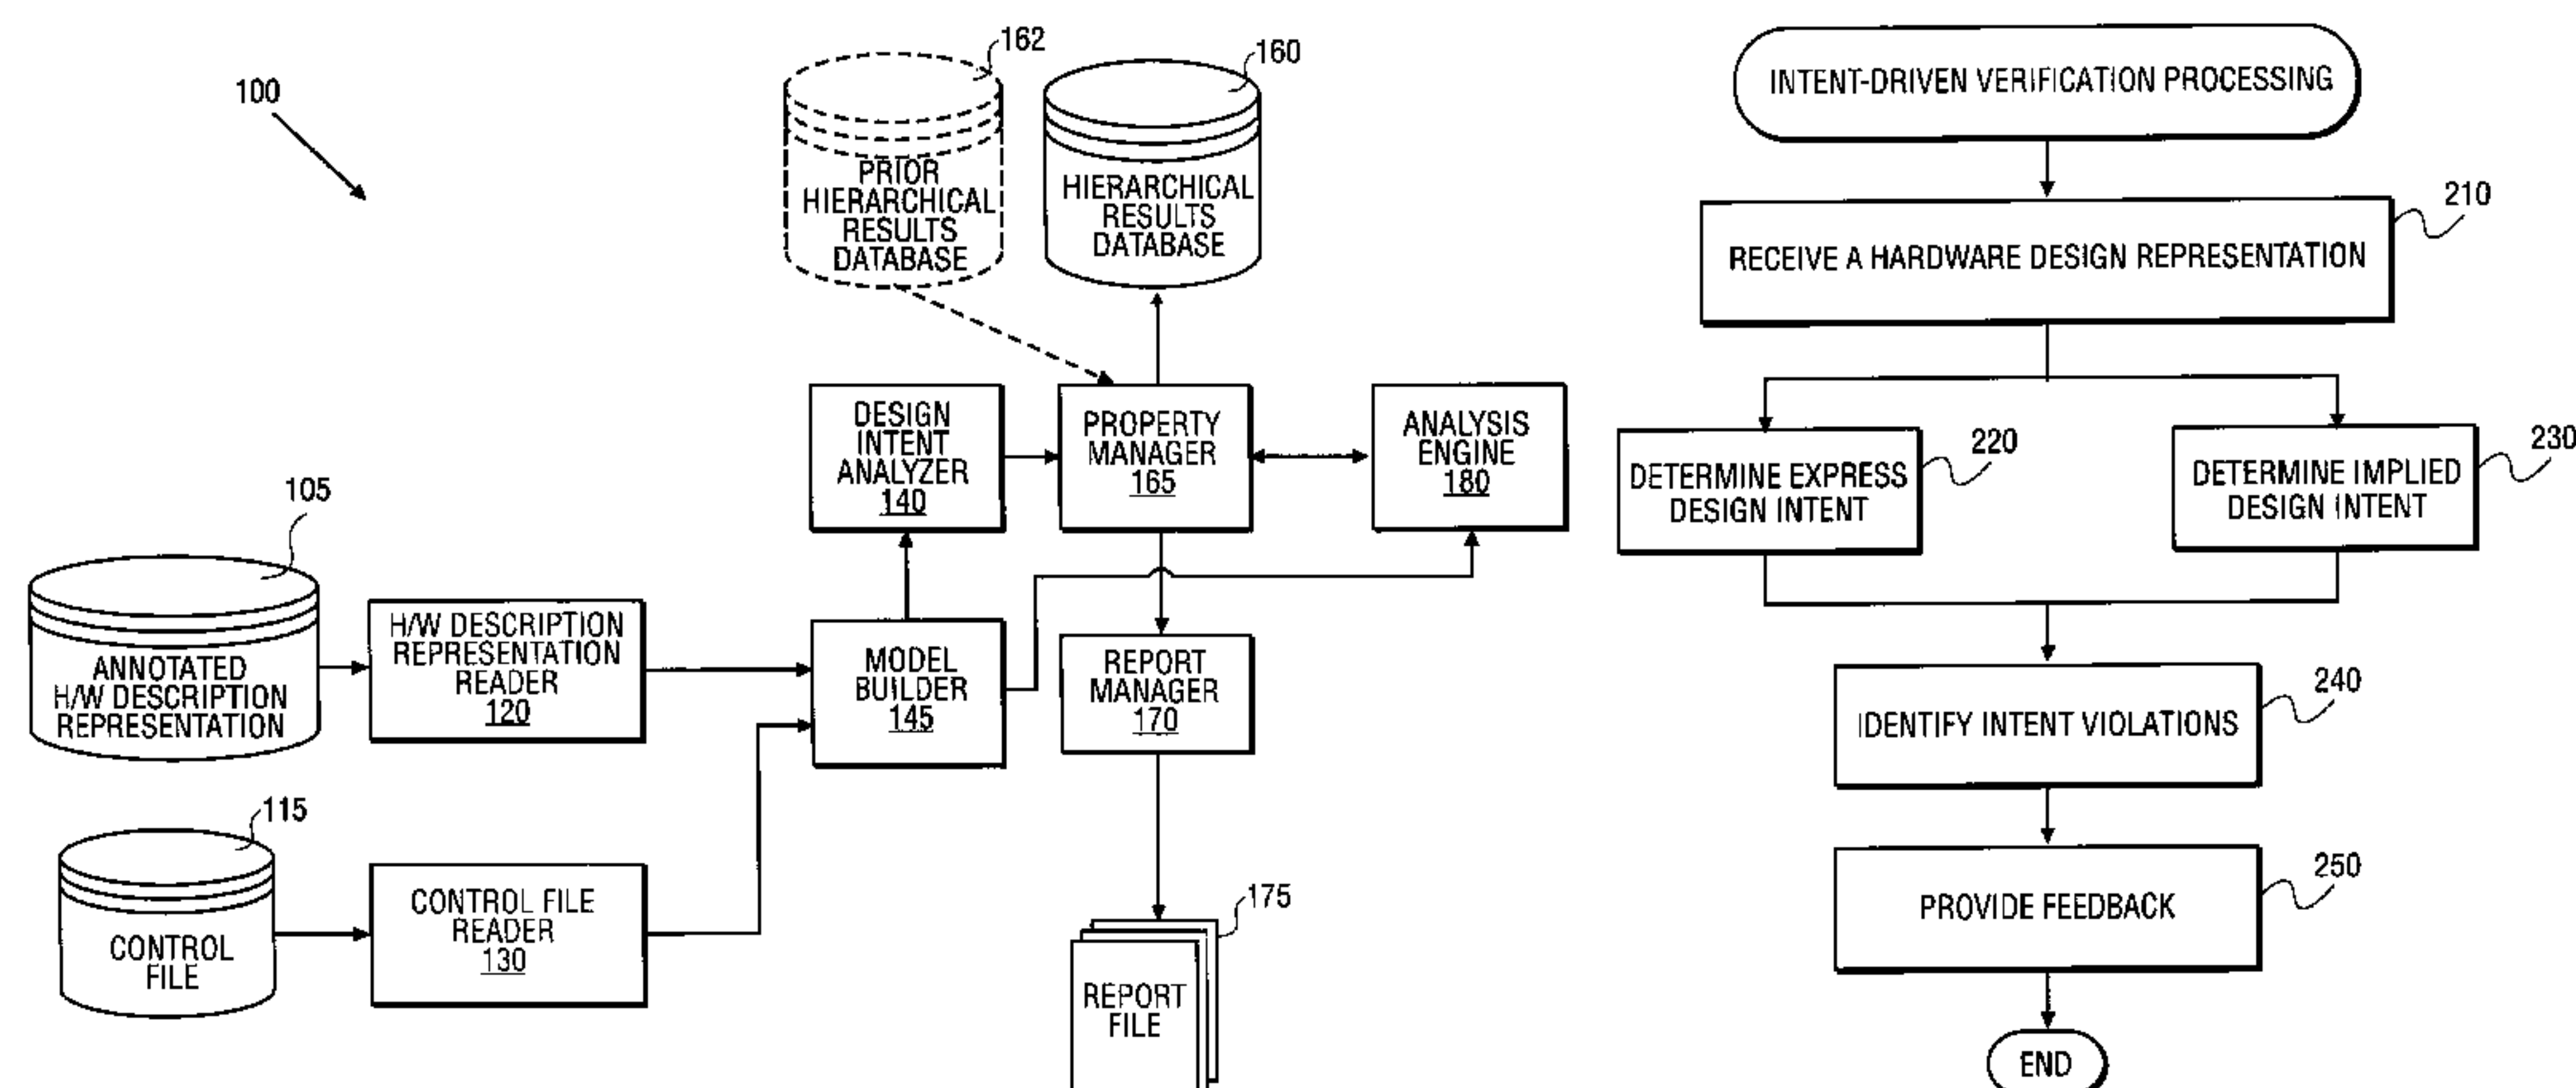 100
162
PRIOR
HIERARCHICAL
RESULTS
DATABASE
160
HIERARCHICAL
RESULTS
DATABASE
DESIGN
INTENT
ANALYZER
140
PROPERTY
MANAGER
165
ANALYSIS
ENGINE
180
105
ANNOTATED
H/W DESCRIPTION
REPRESENTATION
H/W DESCRIPTION
REPRESENTATION
READER
120
MODEL
BUILDER
145
REPORT
MANAGER
170
115
CONTROL
FILE
CONTROL FILE
READER
130
175
REPORT
FILE
INTENT-DRIVEN VERIFICATION PROCESSING
210
RECEIVE A HARDWARE DESIGN REPRESENTATION
220
DETERMINE EXPRESS
DESIGN INTENT
230
DETERMINE IMPLIED
DESIGN INTENT
240
IDENTIFY INTENT VIOLATIONS
250
PROVIDE FEEDBACK
END